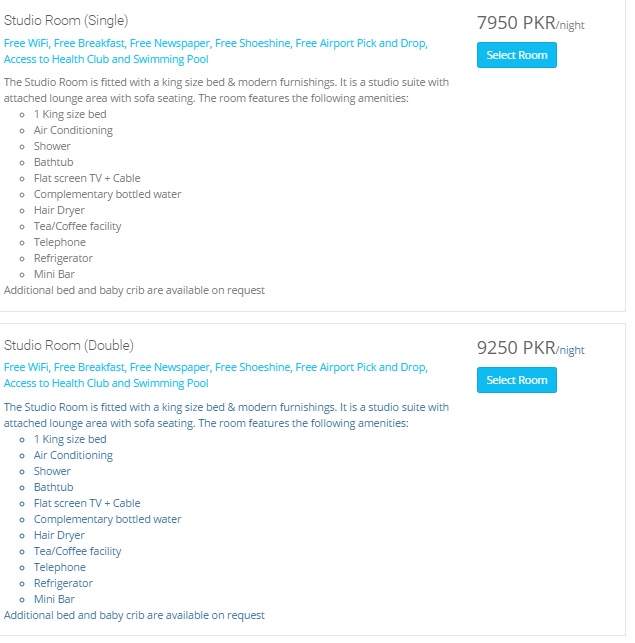 Studio Room (Single)
7950 PKR/night
Free WiFi, Free Breakfast, Free Newspaper, Free Shoeshine, Free Airport Pick and Drop,
Access to Health Club and Swimming Pool
Select Room
The Studio Room is fitted with a king size bed & modern furnishings. It is a studio suite with
attached lounge area with sofa seating. The room features the following amenities:
1 King size bed
Air Conditioning
Shower
Bathtub
Flat screen TV + Cable
Complementary bottled water
Hair Dryer
Tea/Coffee facility
Telephone
Refrigerator
Mini Bar
Additional bed and baby crib are available on request
Studio Room (Double)
9250 PKR/night
Free WiFi, Free Breakfast, Free Newspaper, Free Shoeshine, Free Airport Pick and Drop,
Access to Health Club and Swimming Pool
Select Room
The Studio Room is fitted with a king size bed & modern furnishings. It is a studio suite with
attached lounge area with sofa seating. The room features the following amenities:
1 King size bed
Air Conditioning
Shower
Bathtub
Flat screen TV + Cable
Complementary bottled water
Hair Dryer
Tea/Coffee facility
Telephone
Refrigerator
Mini Bar
Additional bed and baby crib are available on request